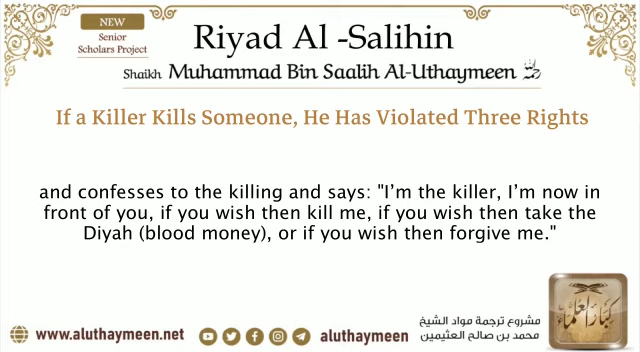 NEW
Senior
Scholars Project
Riyad Al -Salihin
Shaikh Muhammad Bin Saalih Al-Uthaymeen
If a Killer Kills Someone, He Has Violated Three Rights
and confesses to the killing and says: "I’m the killer, I’m now in
front of you, if you wish then kill me, if you wish then take the
Diyah (blood money), or if you wish then forgive me."
www.aluthaymeen.net
aluthaymeen
مشروع ترجمة مواد الشيخ
محمد بن صالح العثيمين
كبار العلماء